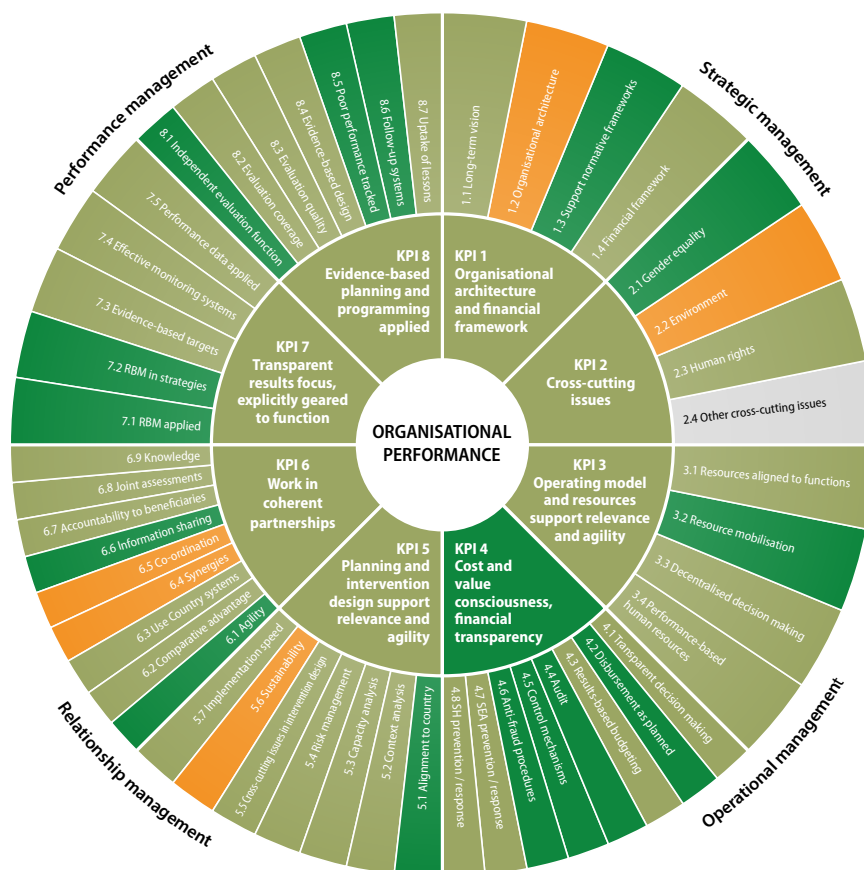 Performance management
Strategic management
Operational management
Relationship management
ORGANISATIONAL
PERFORMANCE
KPI 1
Organisational
architecture
and financial
framework
1.1 Long-term vision
1.2 Organisational architecture
1.3 Support normative frameworks
1.4 Financial framework
KPI 2
Cross-cutting
issues
2.1 Gender equality
2.2 Environment
2.3 Human rights
2.4 Other cross-cutting issues
KPI 3
Operating model
and resources
support relevance
and agility
3.1 Resources aligned to functions
3.2 Resource mobilisation
3.3 Decentralised decision making
3.4 Performance-based
human resources
KPI 4
Cost and
value
consciousness,
financial
transparency
4.1 Transparent decision making
4.2 Disbursement as planned
4.3 Results-based budgeting
4.4 Audit
4.5 Control mechanisms
4.6 Anti-fraud procedures
4.7 SEA prevention / response
4.8 SH prevention / response
KPI 5
Planning and
intervention
design support
relevance and
agility
5.1 Alignment to country
5.2 Context analysis
5.3 Capacity analysis
5.4 Risk management
5.5 Cross-cutting issues in intervention design
5.6 Sustainability
5.7 Implementation speed
KPI 6
Work in
coherent
partnerships
6.1 Agility
6.2 Comparative advantage
6.3 Use Country systems
6.4 Synergies
6.5 Co-ordination
6.6 Information sharing
6.7 Accountability to beneficiaries
6.8 Joint assessments
6.9 Knowledge
KPI 7
Transparent
results focus,
explicitly geared
to function
7.1 RBM applied
7.2 RBM in strategies
7.3 Evidence-based targets
7.4 Effective monitoring systems
7.5 Performance data applied
KPI 8
Evidence-based
planning and
programming
applied
8.1 Independent evaluation function
8.2 Evaluation coverage
8.3 Evaluation quality
8.4 Evidence-based design
8.5 Poor performance tracked
8.6 Follow-up systems
8.7 Uptake of lessons